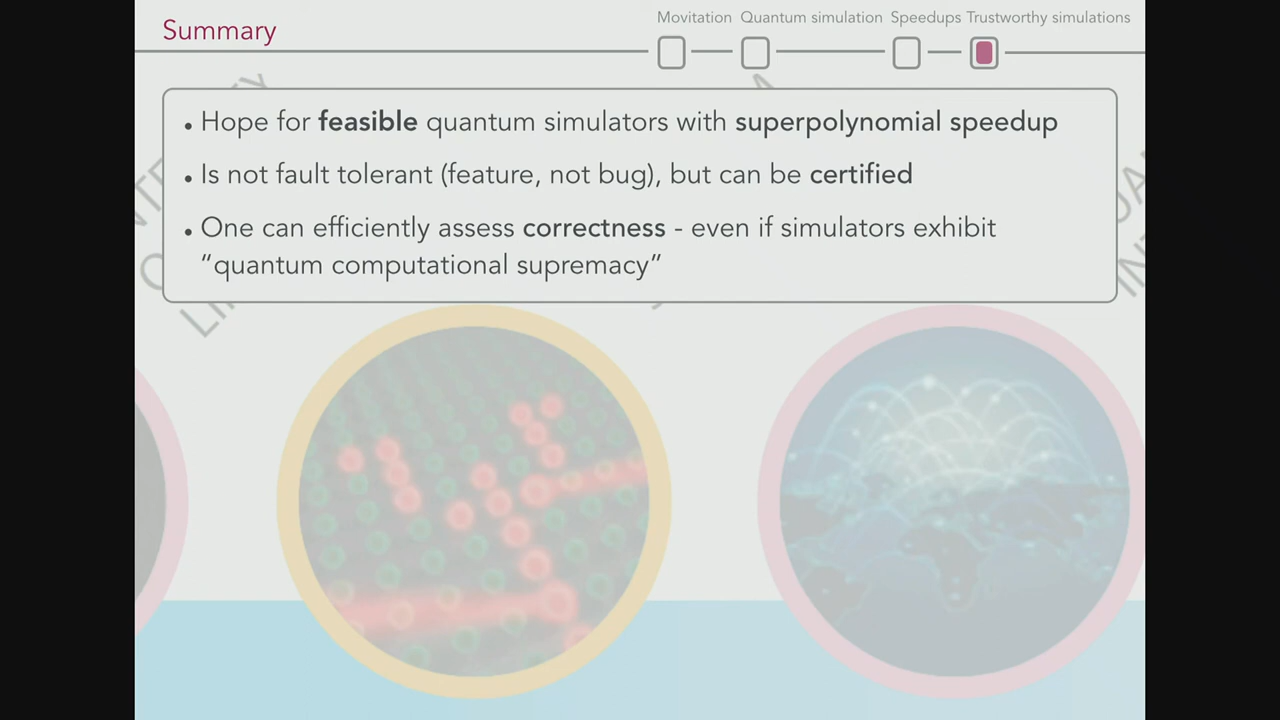 Summary
Movitation Quantum simulation Speedups Trustworthy simulations
• Hope for feasible quantum simulators with superpolynomial speedup
• Is not fault tolerant (feature, not bug), but can be certified
• One can efficiently assess correctness - even if simulators exhibit
“quantum computational supremacy”